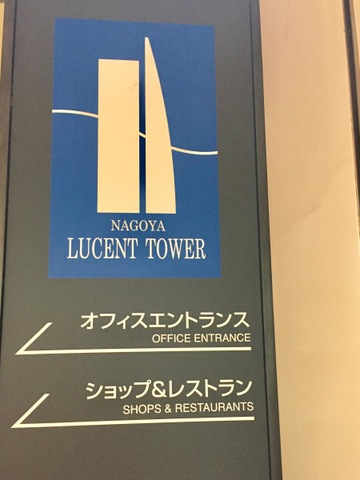 NAGOYA
LUCENT TOWER
オフィスエントランス
OFFICE ENTRANCE
ショップ&レストラン
SHOPS & RESTAURANTS